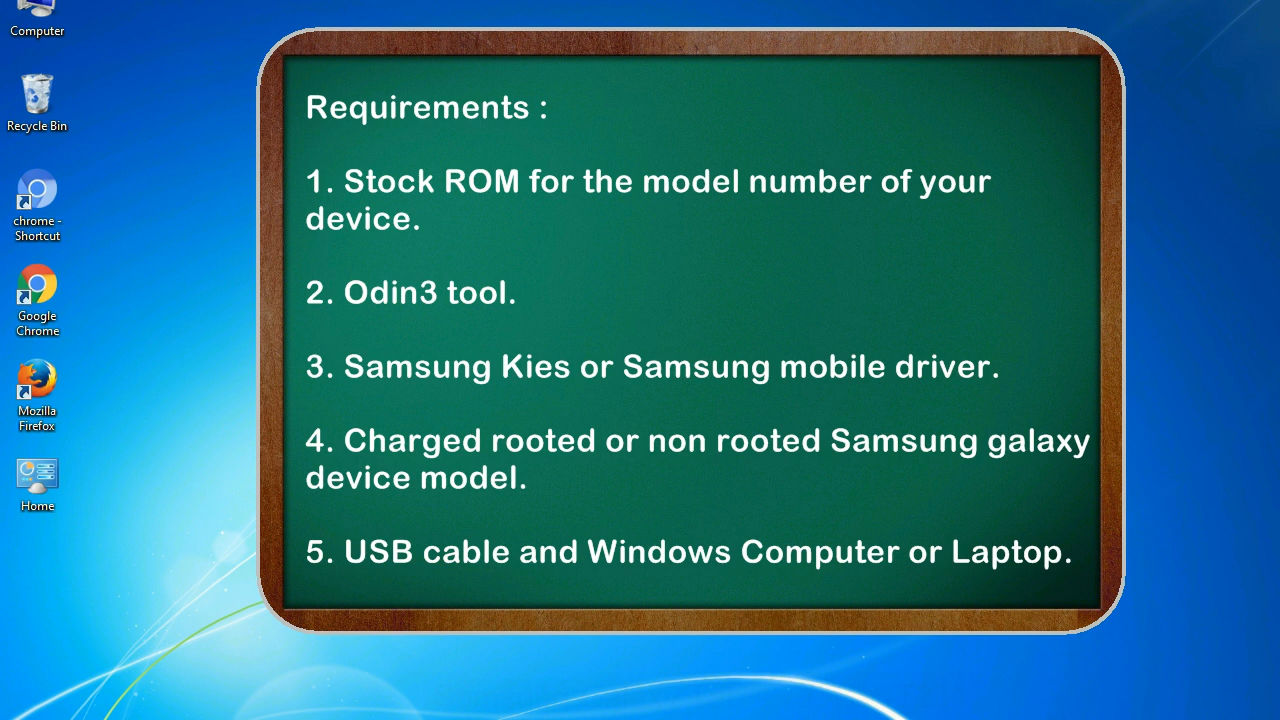 Computer
Recycle Bin
chrome -
Shortcut
Google
Chrome
Mozilla
Firefox
Home
Requirements :
1. Stock ROM for the model number of your
device.
2. Odin3 tool.
3. Samsung Kies or Samsung mobile driver.
4. Charged rooted or non rooted Samsung galaxy
device model.
5. USB cable and Windows Computer or Laptop.